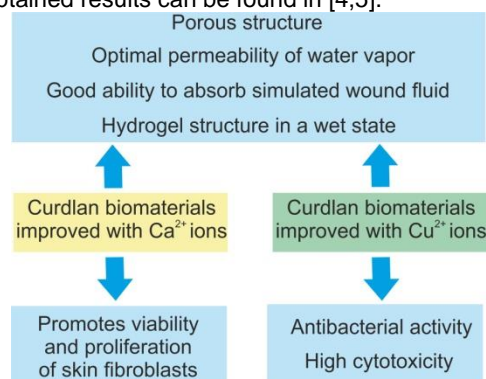 obtained results can be found in [4,5].
Porous structure
Optimal permeability of water vapor
Good ability to absorb simulated wound fluid
Hydrogel structure in a wet state
Curdlan biomaterials
improved with Ca²⁺ ions
Curdlan biomaterials
improved with Cu²⁺ ions
Promotes viability
and proliferation
of skin fibroblasts
Antibacterial activity
High cytotoxicity